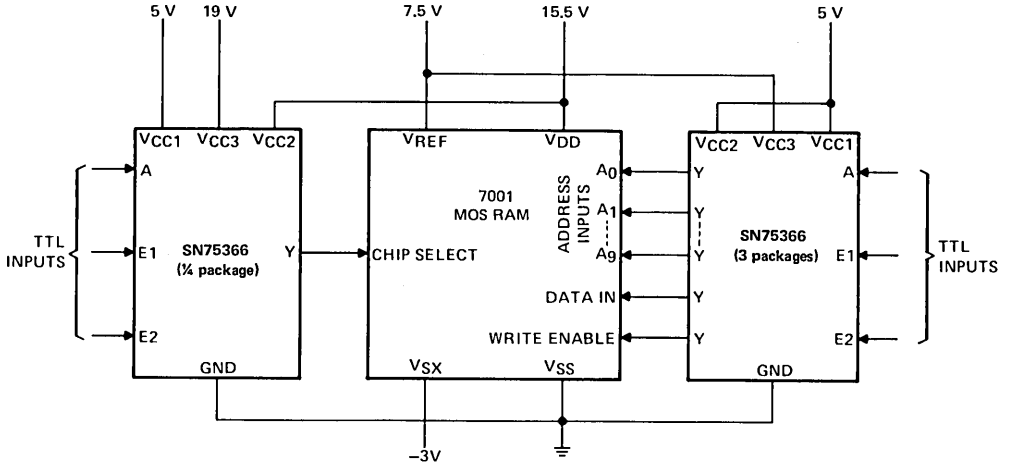 5 V 19 V 7.5 V 15.5 V 5 V
VCC1 VCC3 VCC2
VREF VDD
VCC2 VCC3 VCC1
A
E1
E2
TTL
INPUTS
SN75366
(¼ package)
Y
GND
7001
MOS RAM
CHIP SELECT
ADDRESS
INPUTS
A0
A1
A9
DATA IN
WRITE ENABLE
VSX VSS
Y
Y
Y
Y
Y
SN75366
(3 packages)
A
E1
E2
GND
TTL
INPUTS
−3V